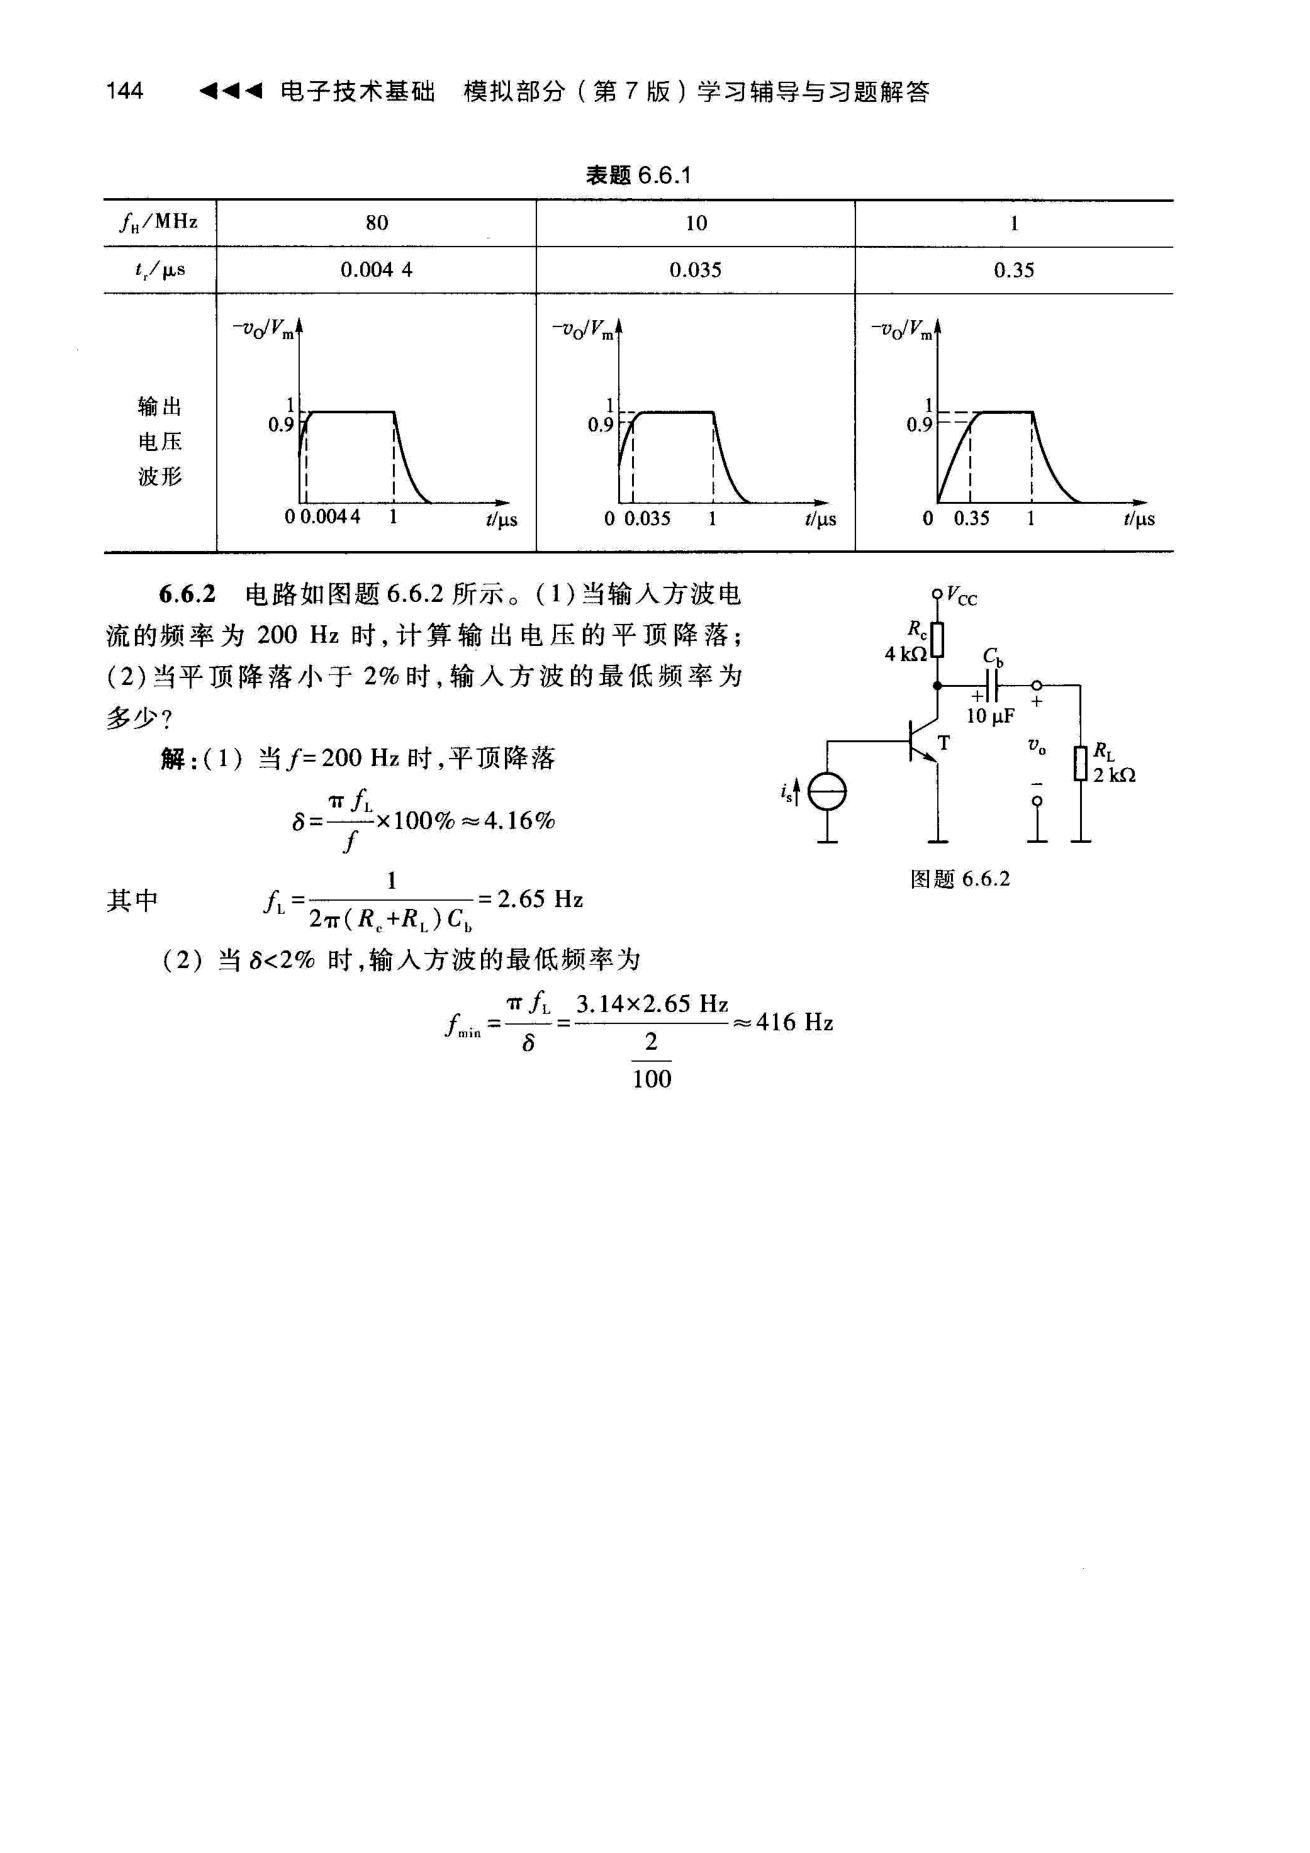 144 ◀◀◀ 电子技术基础 模拟部分(第7版)学习辅导与习题解答
表题 6.6.1
f_H/MHz 80 10 1
t_r/μs 0.004 4 0.035 0.35
输出
电压
波形
-v_O/V_m -v_O/V_m -v_O/V_m
1 1 1
0.9 0.9 0.9
0 0.004 4 1 t/μs 0 0.035 1 t/μs 0 0.35 1 t/μs
6.6.2 电路如图题 6.6.2 所示。(1)当输入方波电
流的频率为 200 Hz 时,计算输出电压的平顶降落;
(2)当平顶降落小于 2% 时,输入方波的最低频率为
多少?
解:(1) 当 f=200 Hz 时,平顶降落
δ=πf_L/f×100%≈4.16%
其中 f_L=1/2π(R_c+R_L)C_b=2.65 Hz
(2) 当 δ<2% 时,输入方波的最低频率为
f_min=πf_L/δ=3.14×2.65 Hz/(2/100)≈416 Hz
V_CC
R_c
4 kΩ
C_b
+
10 μF
+
T
v_o
R_L
2 kΩ
i_s
−
图题 6.6.2